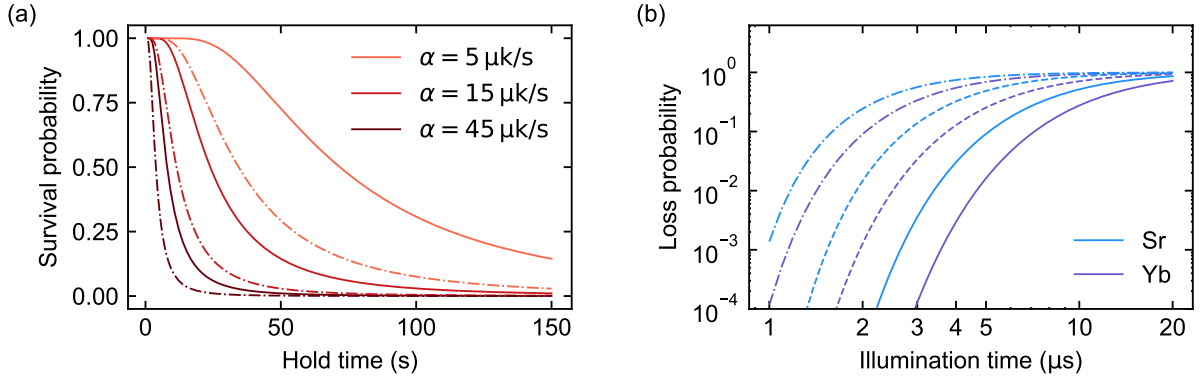 (a)
1.00
0.75
0.50
0.25
0.00
Survival probability
α = 5 μk/s
α = 15 μk/s
α = 45 μk/s
0
50
100
150
Hold time (s)
(b)
10⁰
10⁻¹
10⁻²
10⁻³
10⁻⁴
Loss probability
Sr
Yb
1
2
3
4
5
10
20
Illumination time (μs)